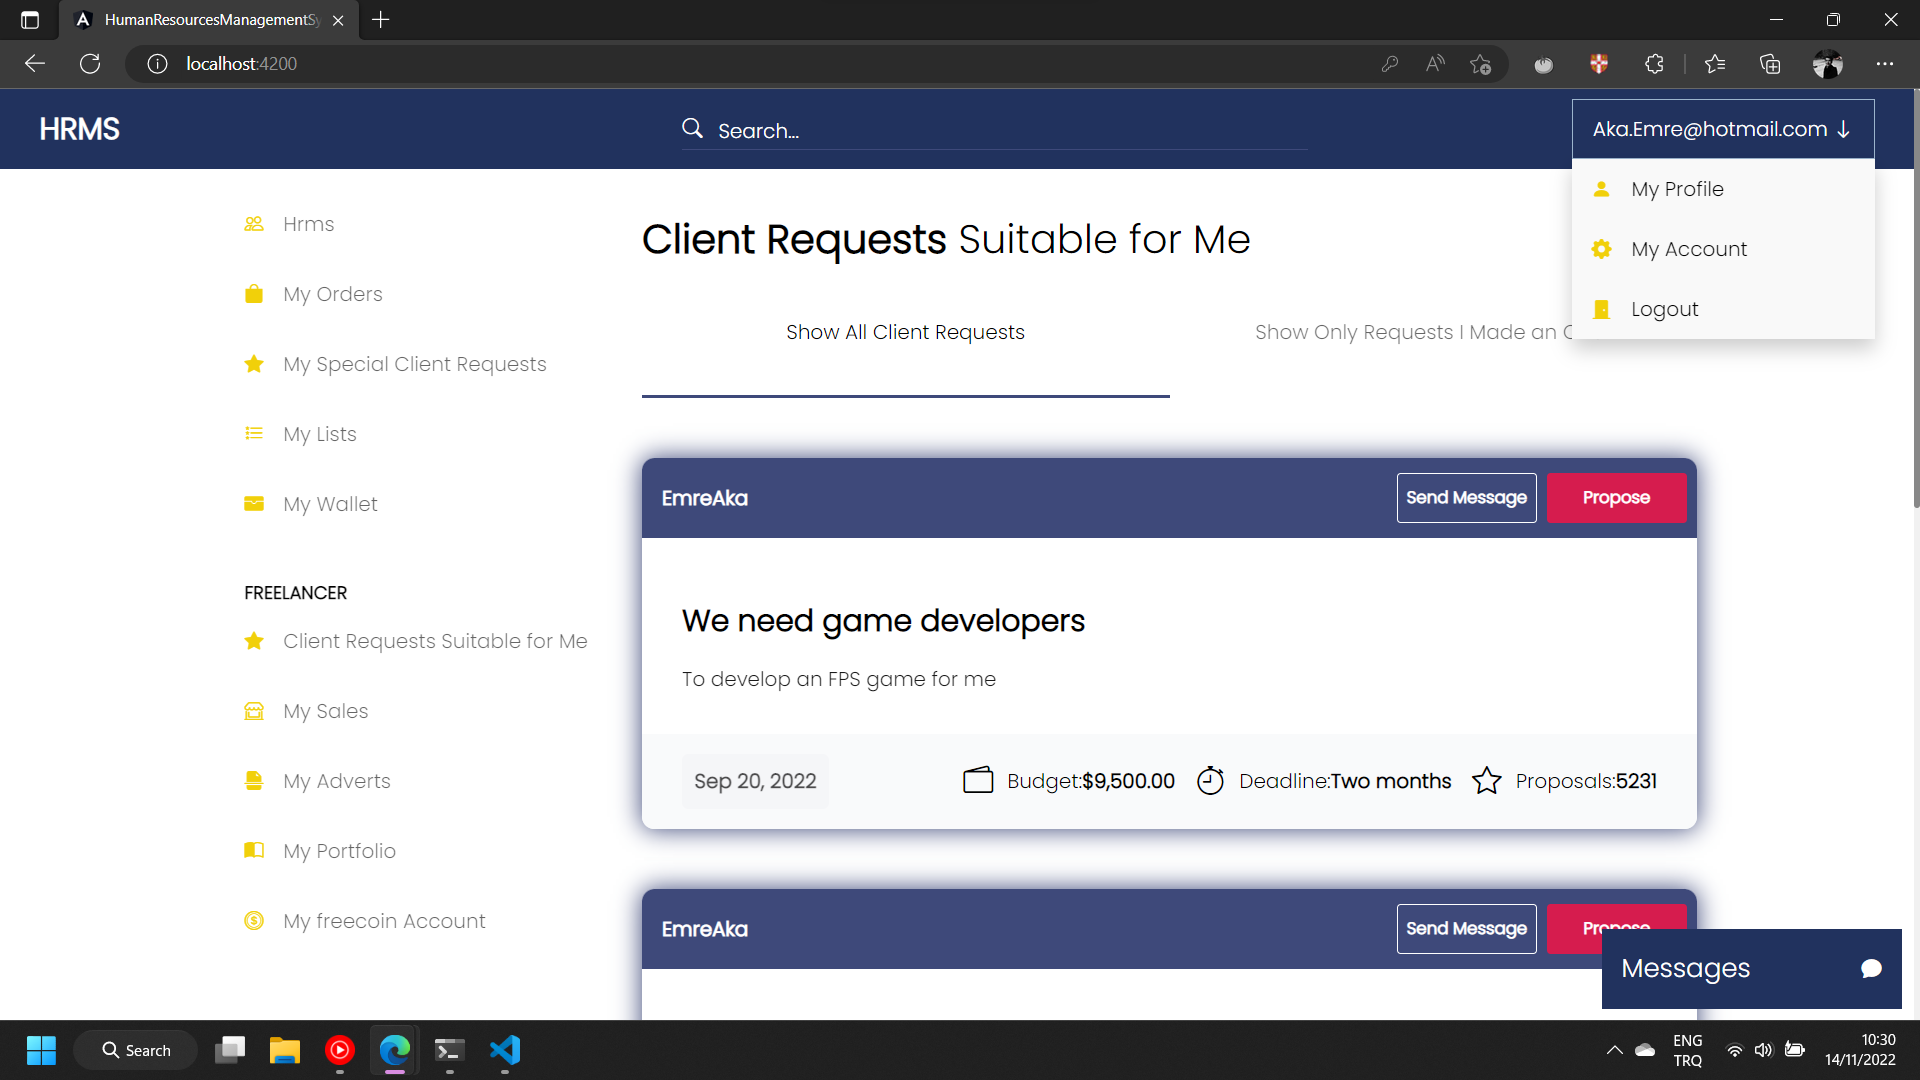 HumanResourcesManagementSy
localhost:4200
HRMS
Search...
Aka.Emre@hotmail.com
My Profile
My Account
Logout
Hrms
My Orders
My Special Client Requests
My Lists
My Wallet
FREELANCER
Client Requests Suitable for Me
My Sales
My Adverts
My Portfolio
My freecoin Account
Client Requests Suitable for Me
Show All Client Requests
Show Only Requests I Made an
EmreAka
Send Message
Propose
We need game developers
To develop an FPS game for me
Sep 20, 2022
Budget:$9,500.00
Deadline:Two months
Proposals:5231
EmreAka
Send Message
Propose
Messages
Search
ENG
TRQ
10:30
14/11/2022